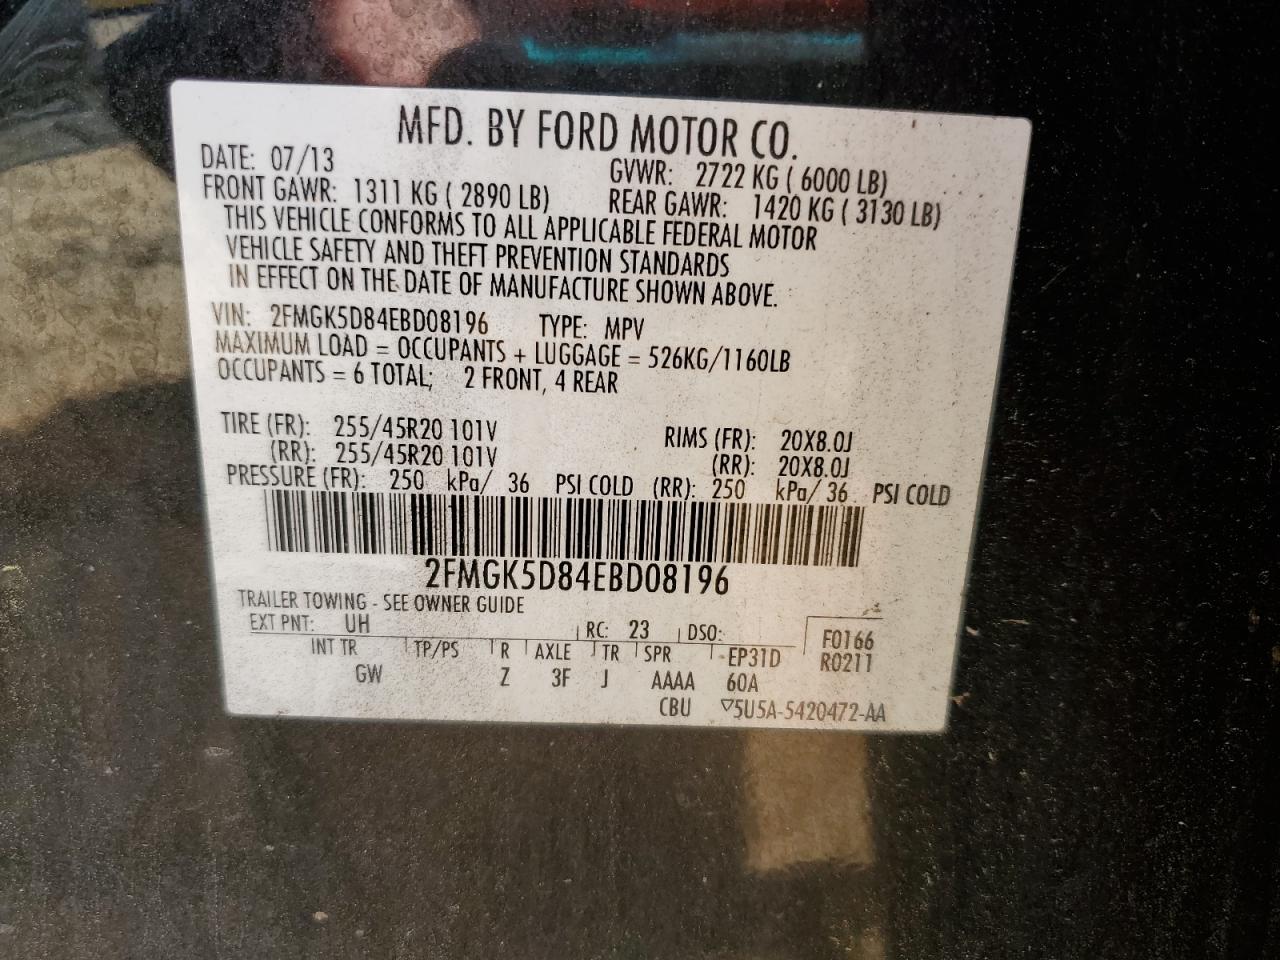 MFD. BY FORD MOTOR CO.
DATE: 07/13 GVWR: 2722 KG ( 6000 LB)
FRONT GAWR: 1311 KG ( 2890 LB) REAR GAWR: 1420 KG ( 3130 LB)
THIS VEHICLE CONFORMS TO ALL APPLICABLE FEDERAL MOTOR
VEHICLE SAFETY AND THEFT PREVENTION STANDARDS
IN EFFECT ON THE DATE OF MANUFACTURE SHOWN ABOVE.
VIN: 2FMGK5D84EBD08196 TYPE: MPV
MAXIMUM LOAD = OCCUPANTS + LUGGAGE = 526KG/1160LB
OCCUPANTS = 6 TOTAL; 2 FRONT, 4 REAR
TIRE (FR): 255/45R20 101V RIMS (FR): 20X8.0J
(RR): 255/45R20 101V (RR): 20X8.0J
PRESSURE (FR): 250 kPa/ 36 PSI COLD (RR): 250 kPa/ 36 PSI COLD
2FMGK5D84EBD08196
TRAILER TOWING - SEE OWNER GUIDE
EXT PNT: UH RC: 23 DSO: F0166
INT TR TP/PS R AXLE TR SPR EP31D R0211
GW Z 3F J AAAA 60A
CBU ▽5U5A-5420472-AA